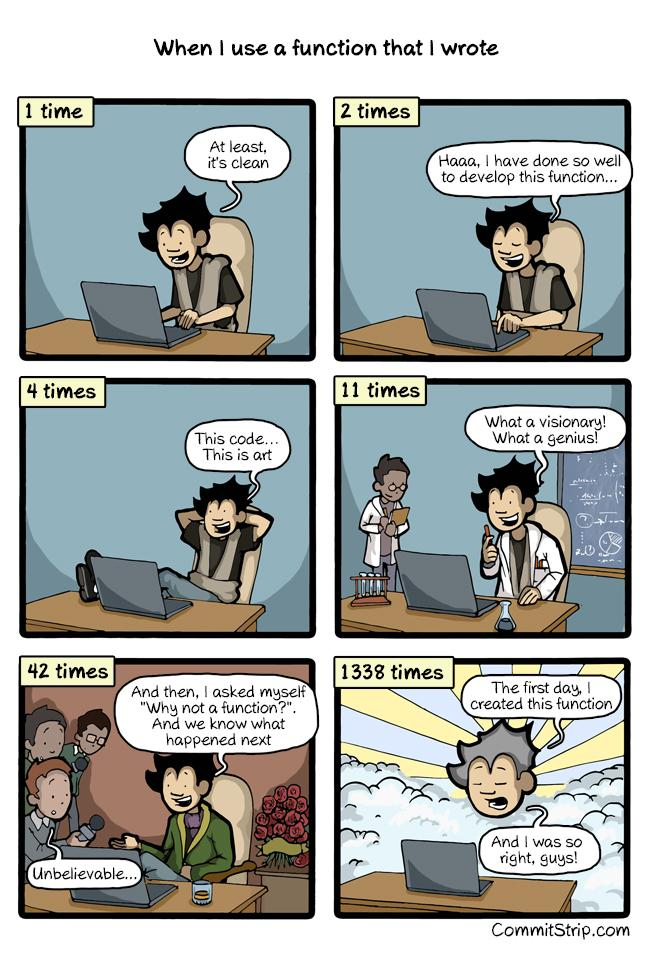 When I use a function that I wrote
1 time
At least,
it's clean
2 times
Haaa, I have done so well
to develop this function...
4 times
This code...
This is art
11 times
What a visionary!
What a genius!
42 times
And then, I asked myself
"Why not a function?".
And we know what
happened next
Unbelievable...
1338 times
The first day, I
created this function
And I was so
right, guys!
CommitStrip.com